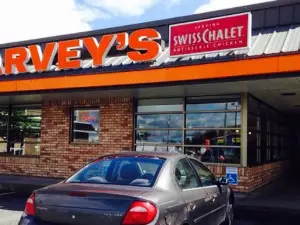 ARVEY'S
SERVING
SWISS CHALET
ROTISSERIE CHICKEN